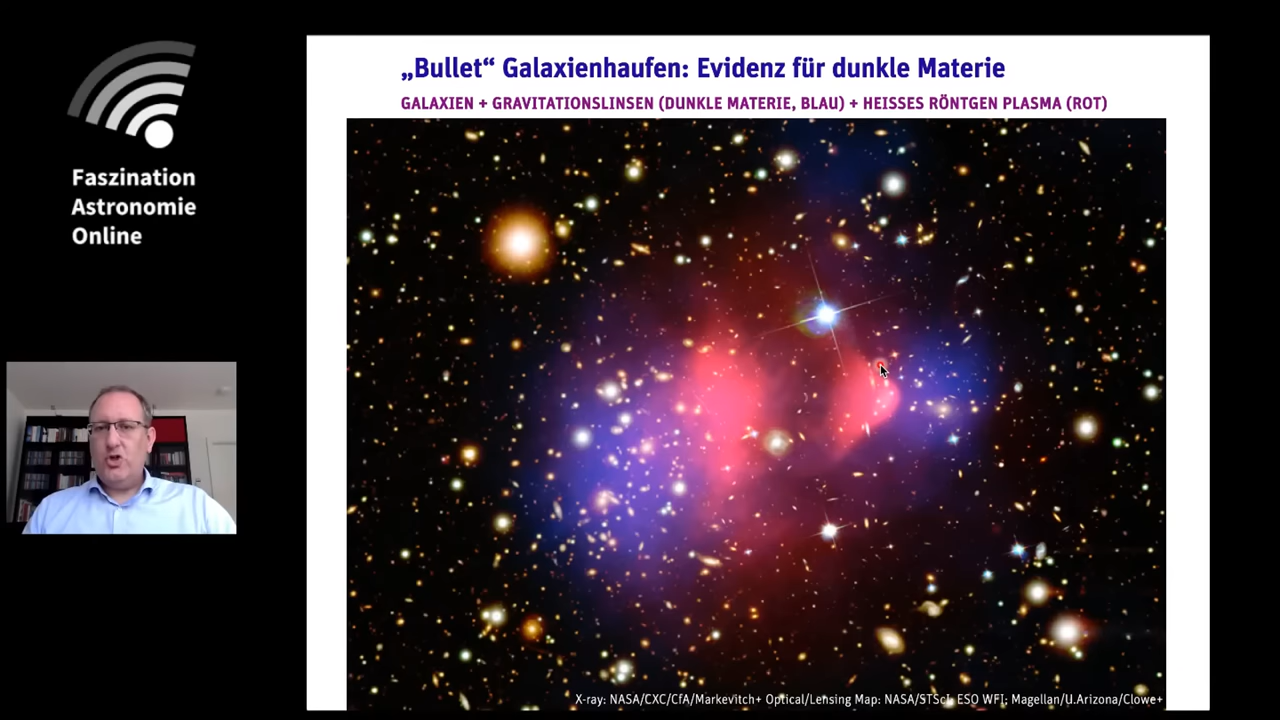 Faszination
Astronomie
Online
„Bullet“ Galaxienhaufen: Evidenz für dunkle Materie
GALAXIEN + GRAVITATIONSLINSEN (DUNKLE MATERIE, BLAU) + HEISSES RÖNTGEN PLASMA (ROT)
X-ray: NASA/CXC/CfA/Markevitch+ Optical/Lensing Map: NASA/STScI; ESO WFI; Magellan/U.Arizona/Clowe+